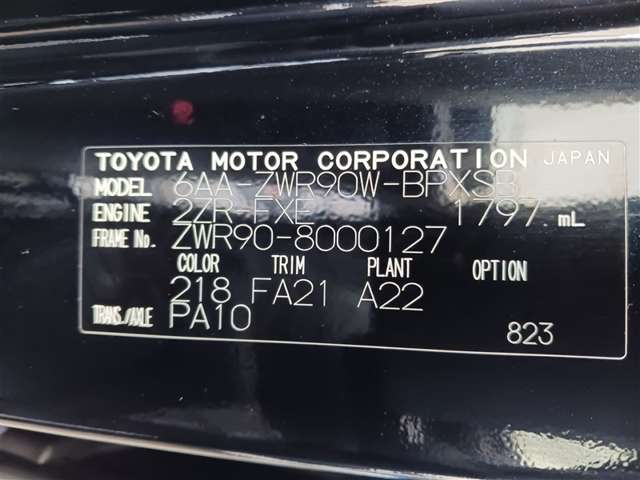 TOYOTA MOTOR CORPORATION JAPAN
MODEL 6AA-ZWR90W-BPXSB
ENGINE 2ZR-FXE 1797 mL
FRAME No. ZWR90-8000127
COLOR TRIM PLANT OPTION
218 FA21 A22
TRANS./AXLE PA10 823